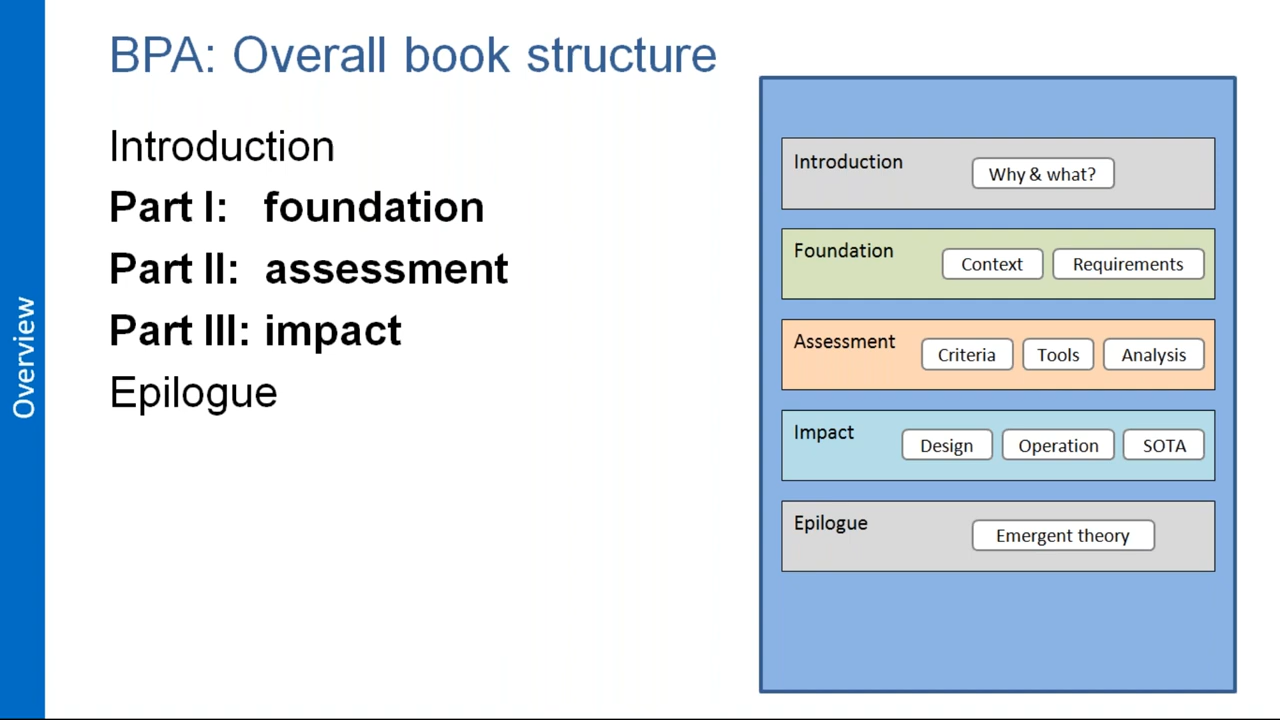 BPA: Overall book structure
Overview
Introduction
Part I: foundation
Part II: assessment
Part III: impact
Epilogue
Introduction
Why & what?
Foundation
Context
Requirements
Assessment
Criteria
Tools
Analysis
Impact
Design
Operation
SOTA
Epilogue
Emergent theory